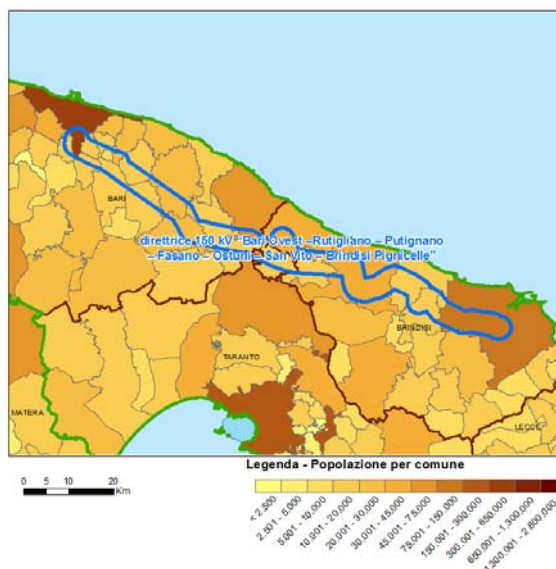 BARI
direttrice 150 kV "Bari Ovest –Rutigliano – Putignano
– Fasano – Ostuni – San Vito – Brindisi Pignicelle"
BRINDISI
TARANTO
MATERA
LECCE
Legenda - Popolazione per comune
0 5 10 20
Km
< 2.500
2.501 - 5.000
5.001 - 10.000
10.001 - 20.000
20.001 - 30.000
30.001 - 45.000
45.001 - 75.000
75.001 - 150.000
150.001 - 300.000
300.001 - 650.000
650.001 - 1.300.000
1.300.001 - 2.600.000